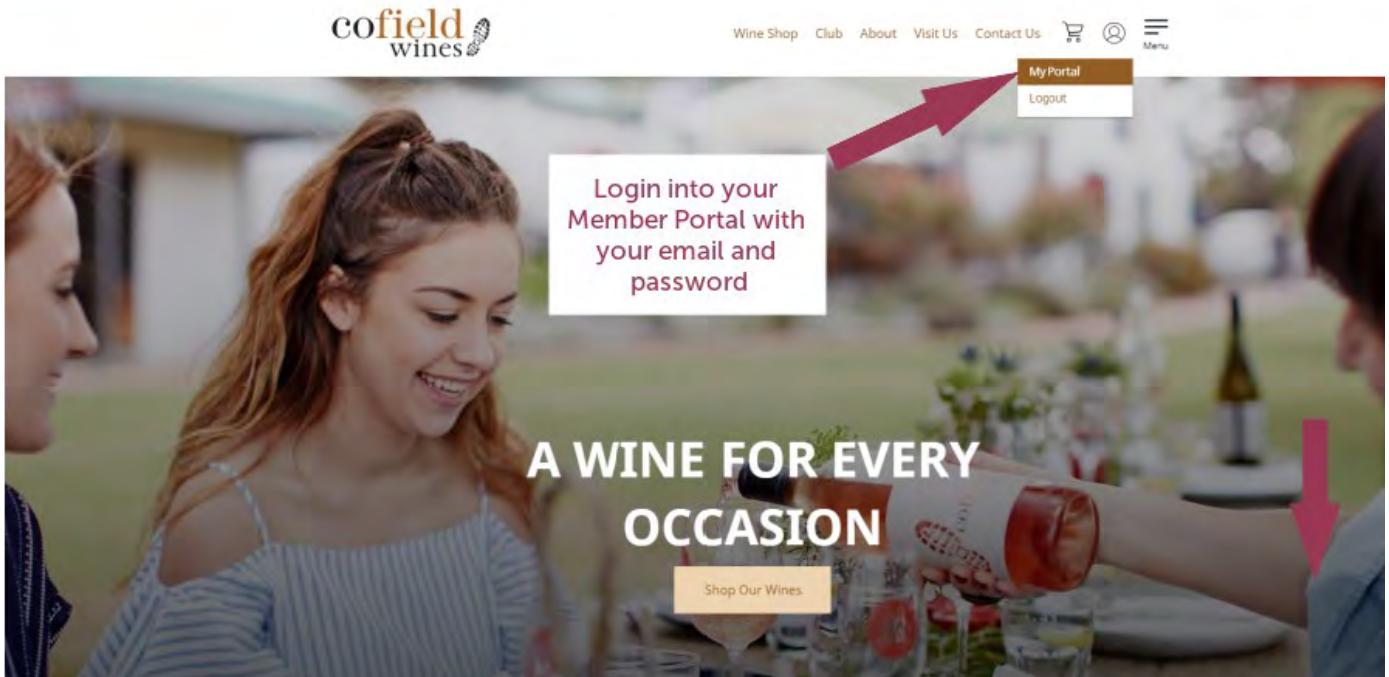 cofield
wines
Wine Shop Club About Visit Us Contact Us
Menu
My Portal
Logout
Login into your
Member Portal with
your email and
password
A WINE FOR EVERY
OCCASION
Shop Our Wines